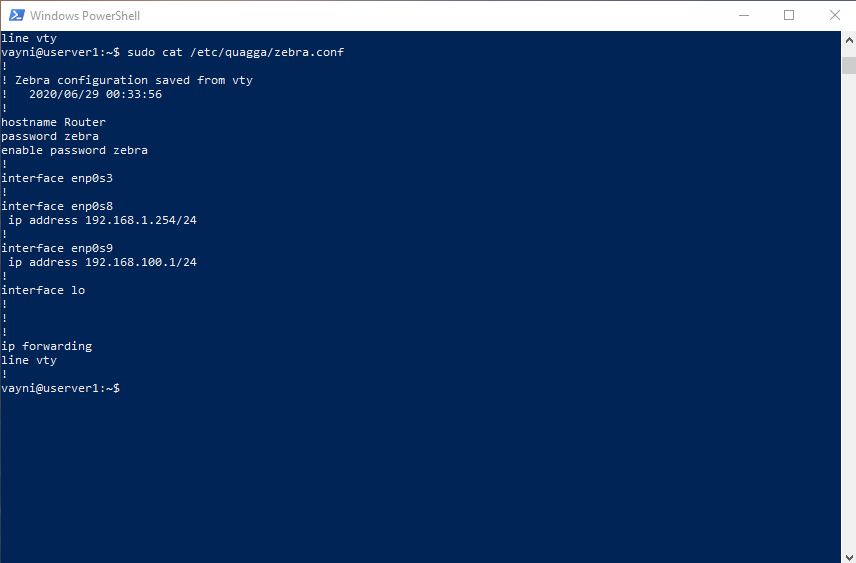 Windows PowerShell
line vty
vayni@userver1:~$ sudo cat /etc/quagga/zebra.conf
!
! Zebra configuration saved from vty
!   2020/06/29 00:33:56
!
hostname Router
password zebra
enable password zebra
!
interface enp0s3
!
interface enp0s8
 ip address 192.168.1.254/24
!
interface enp0s9
 ip address 192.168.100.1/24
!
interface lo
!
!
!
ip forwarding
line vty
!
vayni@userver1:~$